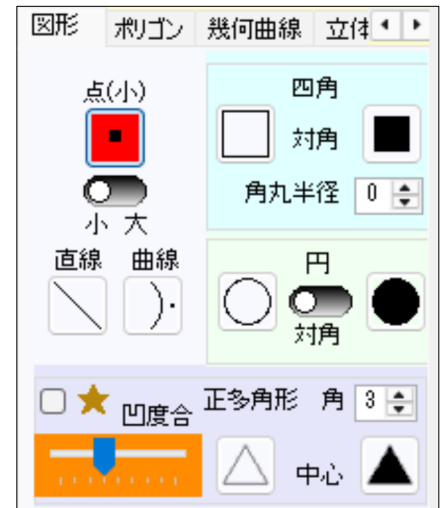 図形 ポリゴン 幾何曲線 立体
点(小)
小 大
直線 曲線
四角
対角
角丸半径 0
円
対角
凹度合
正多角形 角 3
中心